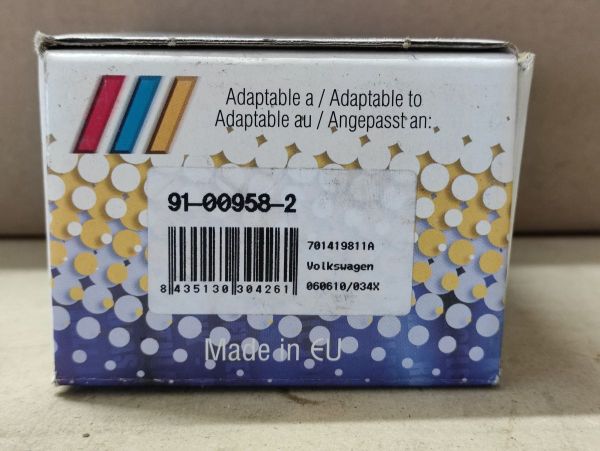 Adaptable a / Adaptable to
Adaptable au / Angepasst an:
91-00958-2
701419811A
Volkswagen
8 435130 304261
060610/034X
Made in EU